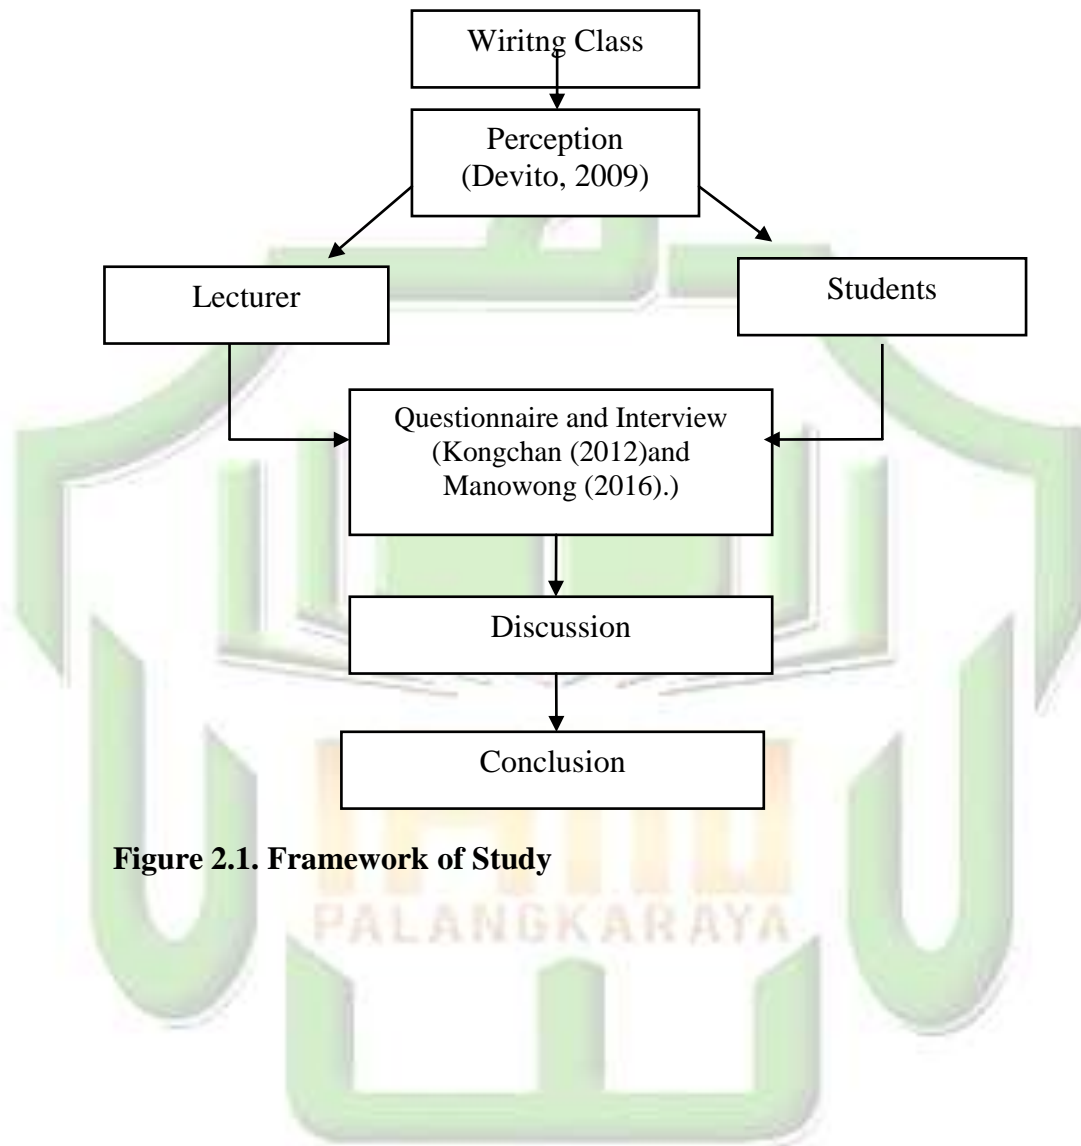 Wiritng Class
Perception
(Devito, 2009)
Lecturer
Students
Questionnaire and Interview
(Kongchan (2012)and
Manowong (2016).)
Discussion
Conclusion
Figure 2.1. Framework of Study
PALANGKARAYA